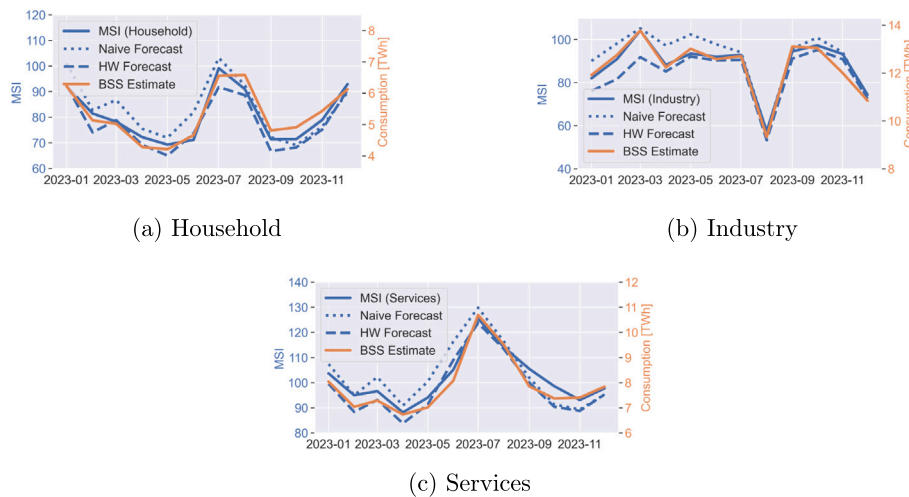 120
110
100
90
80
70
60
MSI
MSI (Household)
Naive Forecast
HW Forecast
BSS Estimate
8
7
6
5
4
Consumption [TWh]
2023-01 2023-03 2023-05 2023-07 2023-09 2023-11
(a) Household
100
80
60
40
MSI
MSI (Industry)
Naive Forecast
HW Forecast
BSS Estimate
14
12
10
8
Consumption [TWh]
2023-01 2023-03 2023-05 2023-07 2023-09 2023-11
(b) Industry
140
130
120
110
100
90
80
MSI
MSI (Services)
Naive Forecast
HW Forecast
BSS Estimate
12
11
10
9
8
7
6
Consumption [TWh]
2023-01 2023-03 2023-05 2023-07 2023-09 2023-11
(c) Services